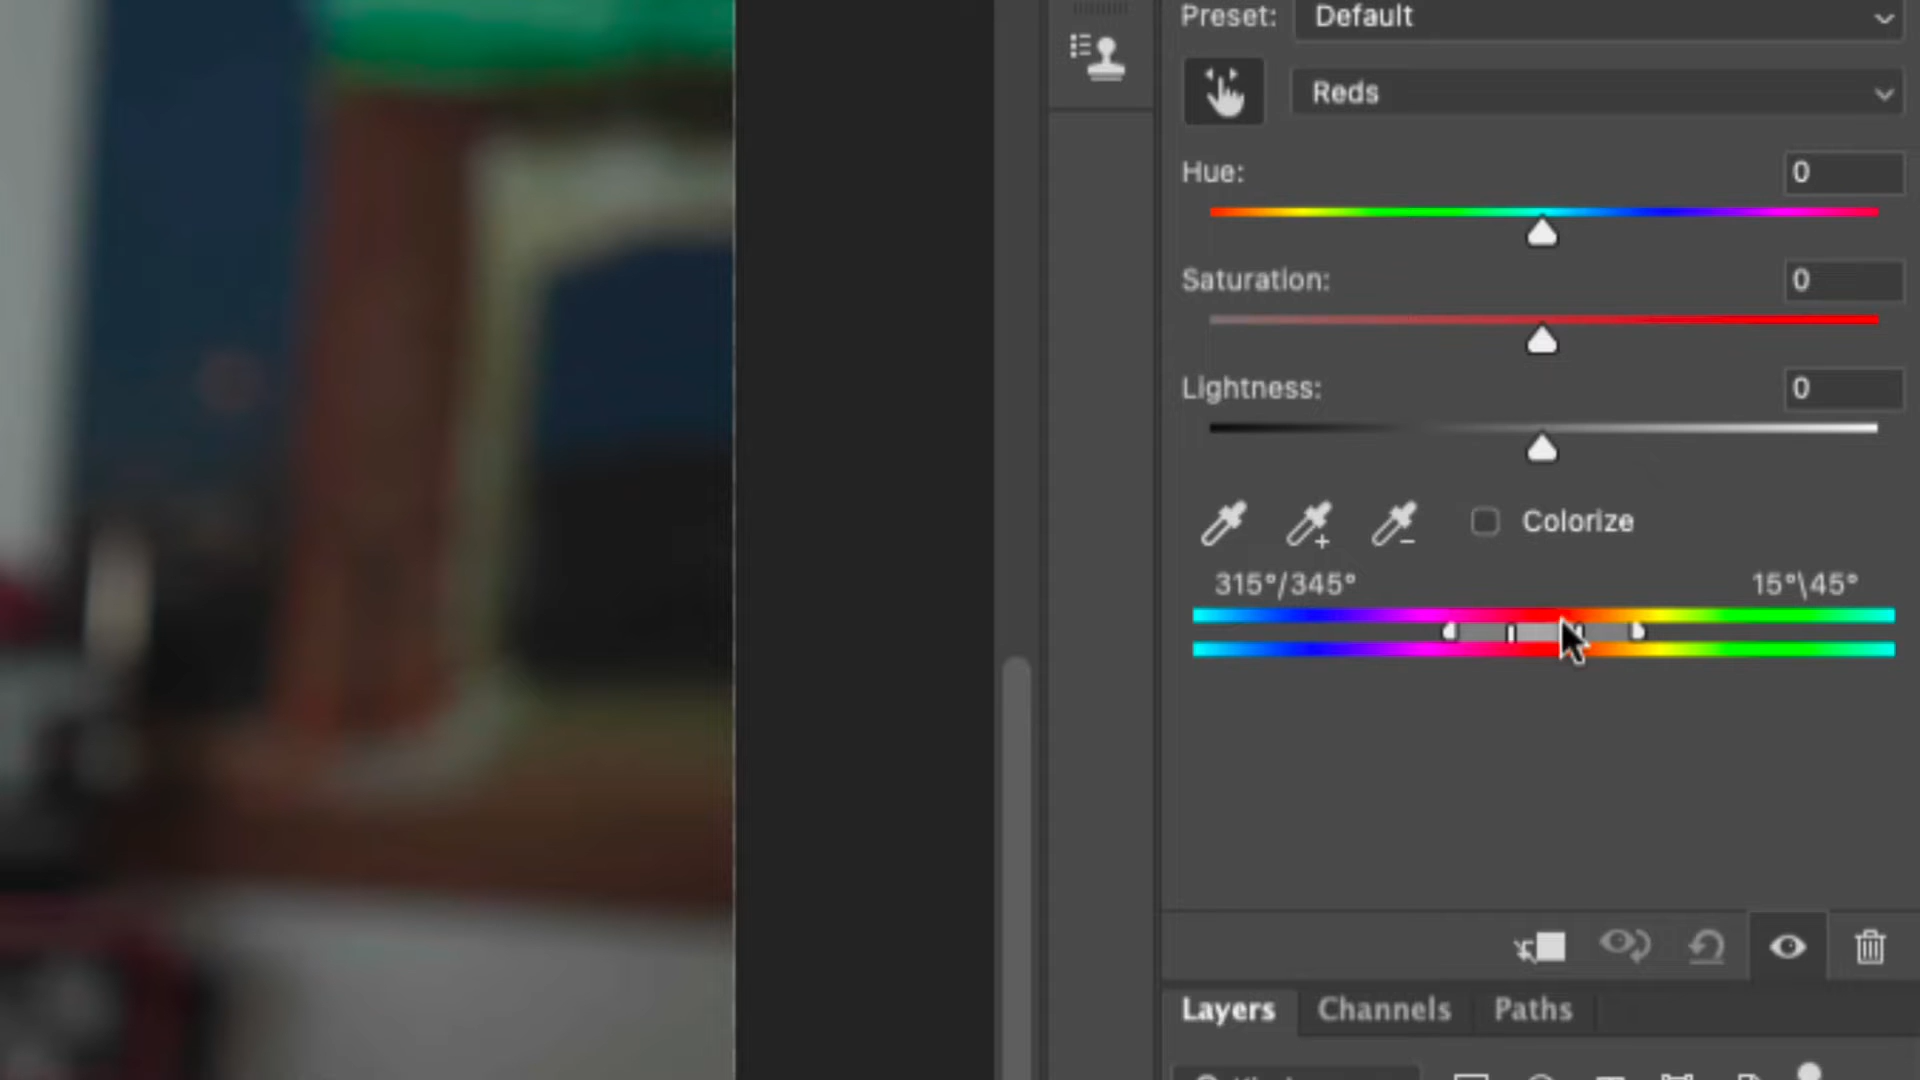 Preset: Default
Reds
Hue: 0
Saturation: 0
Lightness: 0
Colorize
315°/345° 15°\45°
Layers Channels Paths